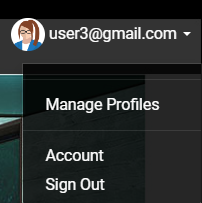 user3@gmail.com
Manage Profiles
Account
Sign Out